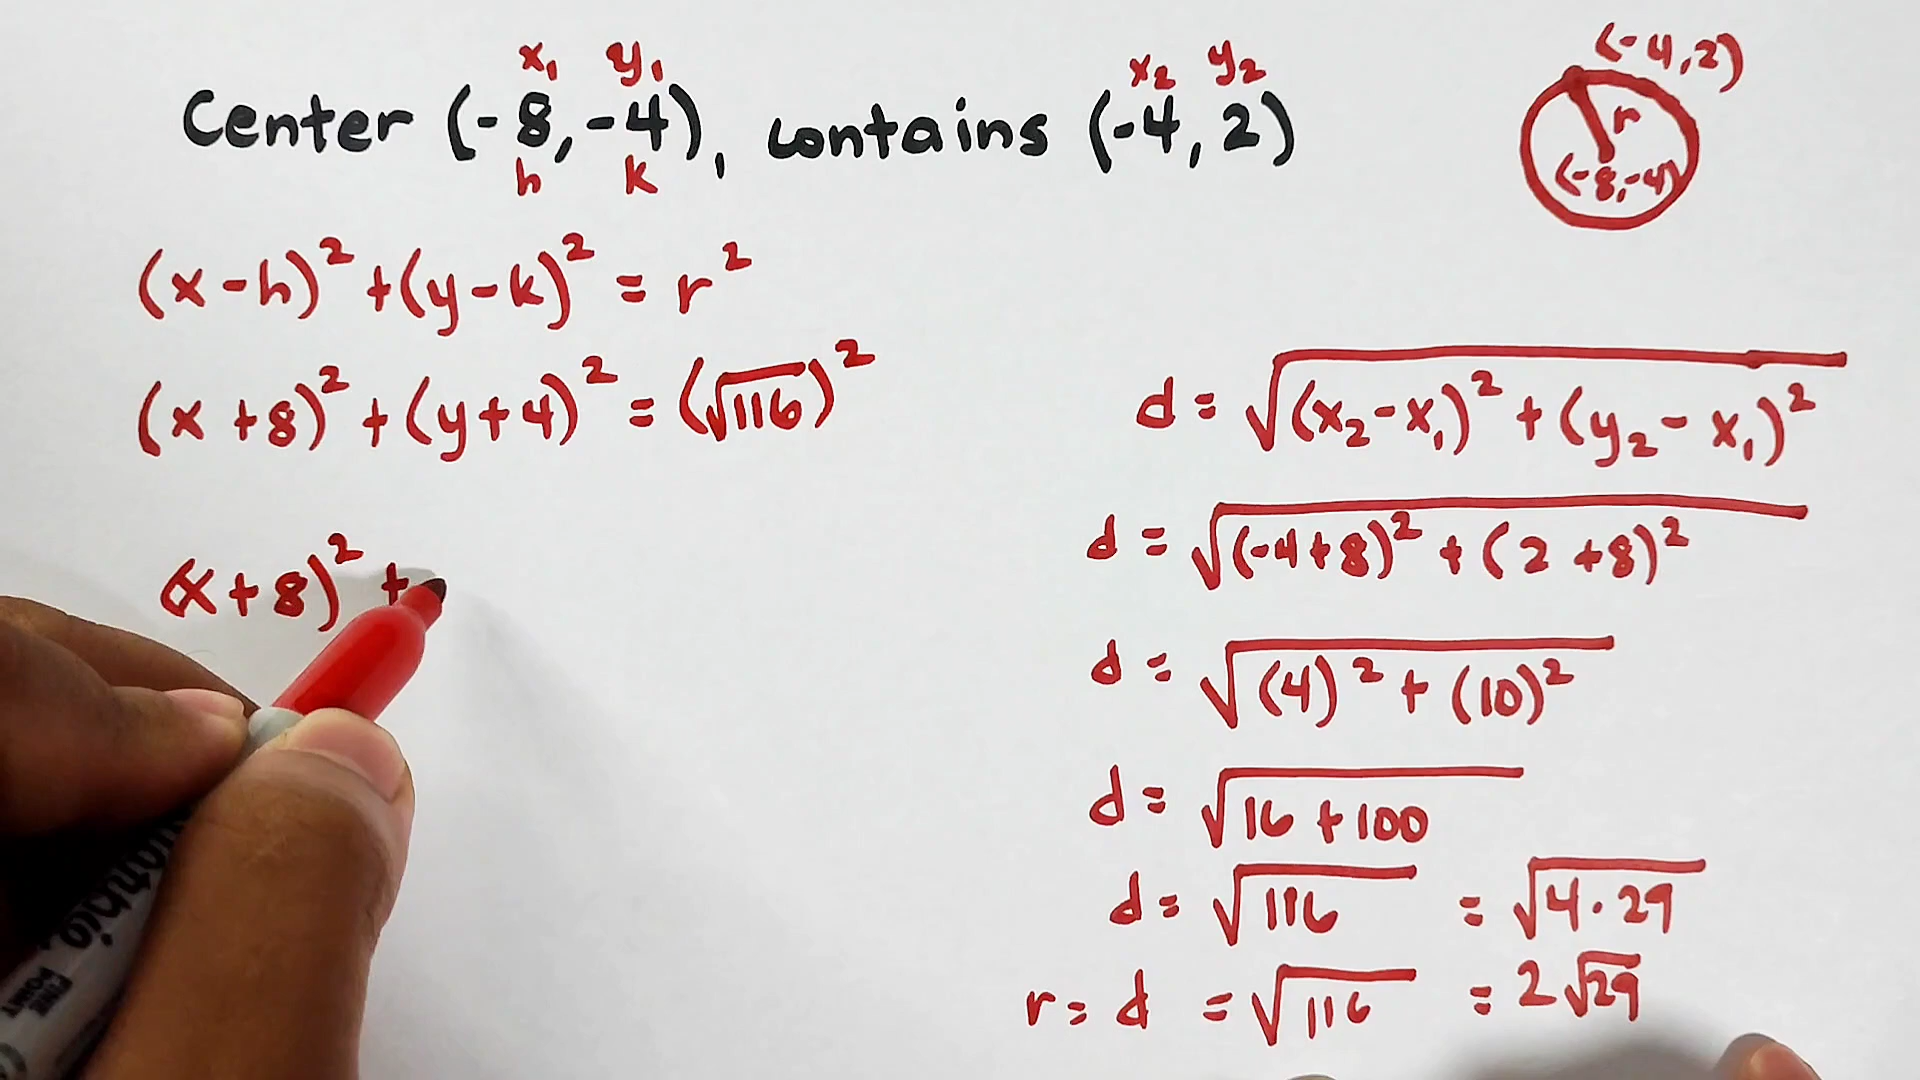 x₁ y₁ x₂ y₂
Center (-8,-4), contains (-4,2)
h k
(-4,2)
r
(-8,-4)
(x-h)² + (y-k)² = r²
(x+8)² + (y+4)² = (√116)²
(x+8)² +
d = √(x₂-x₁)² + (y₂-x₁)²
d = √(-4+8)² + (2+8)²
d = √(4)² + (10)²
d = √16+100
d = √116 = √4·29
r = d = √116 = 2√29
FINE
POINT